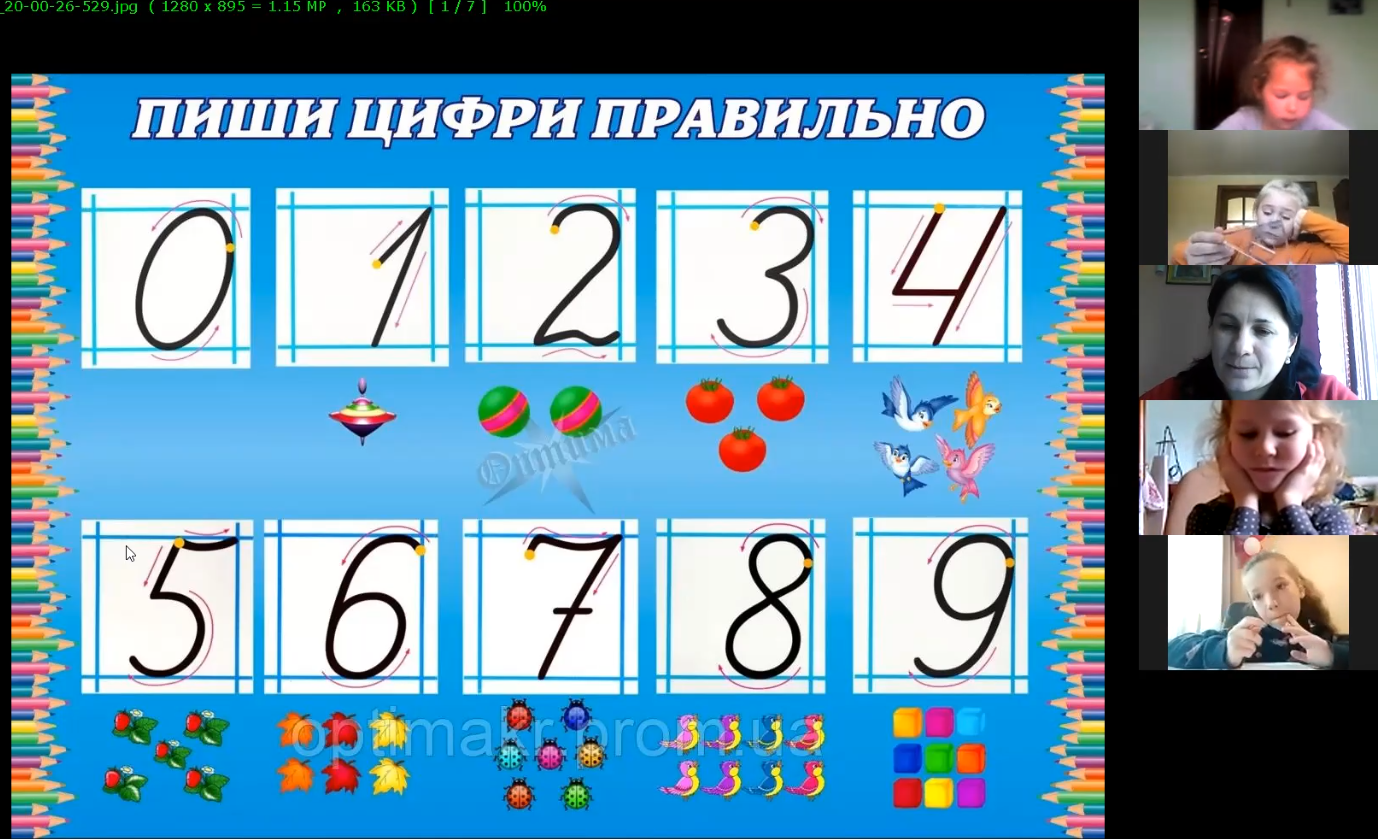 _20-00-26-529.jpg ( 1280 x 895 = 1.15 MP , 163 KB ) [ 1 / 7 ] 100%
ПИШИ ЦИФРИ ПРАВИЛЬНО
0 1 2 3 4
Оптима
5 6 7 8 9
optimakr.prom.ua